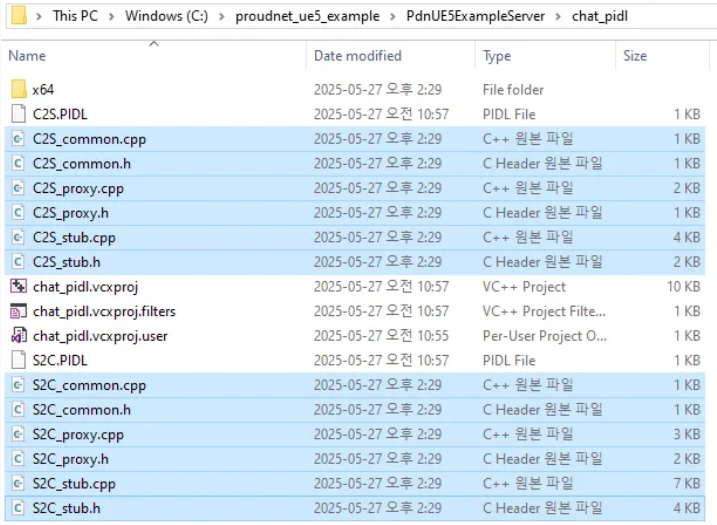 This PC > Windows (C:) > proudnet_ue5_example > PdnUE5ExampleServer > chat_pidl
Name Date modified Type Size
x64 2025-05-27 오후 2:29 File folder
C2S.PIDL 2025-05-27 오전 10:57 PIDL File 1 KB
C2S_common.cpp 2025-05-27 오후 2:29 C++ 원본 파일 1 KB
C2S_common.h 2025-05-27 오후 2:29 C Header 원본 파일 1 KB
C2S_proxy.cpp 2025-05-27 오후 2:29 C++ 원본 파일 2 KB
C2S_proxy.h 2025-05-27 오후 2:29 C Header 원본 파일 1 KB
C2S_stub.cpp 2025-05-27 오후 2:29 C++ 원본 파일 4 KB
C2S_stub.h 2025-05-27 오후 2:29 C Header 원본 파일 2 KB
chat_pidl.vcxproj 2025-05-27 오전 10:57 VC++ Project 10 KB
chat_pidl.vcxproj.filters 2025-05-27 오전 10:57 VC++ Project Filte... 1 KB
chat_pidl.vcxproj.user 2025-05-27 오전 10:55 Per-User Project O... 1 KB
S2C.PIDL 2025-05-27 오전 10:57 PIDL File 1 KB
S2C_common.cpp 2025-05-27 오후 2:29 C++ 원본 파일 1 KB
S2C_common.h 2025-05-27 오후 2:29 C Header 원본 파일 1 KB
S2C_proxy.cpp 2025-05-27 오후 2:29 C++ 원본 파일 3 KB
S2C_proxy.h 2025-05-27 오후 2:29 C Header 원본 파일 2 KB
S2C_stub.cpp 2025-05-27 오후 2:29 C++ 원본 파일 7 KB
S2C_stub.h 2025-05-27 오후 2:29 C Header 원본 파일 4 KB